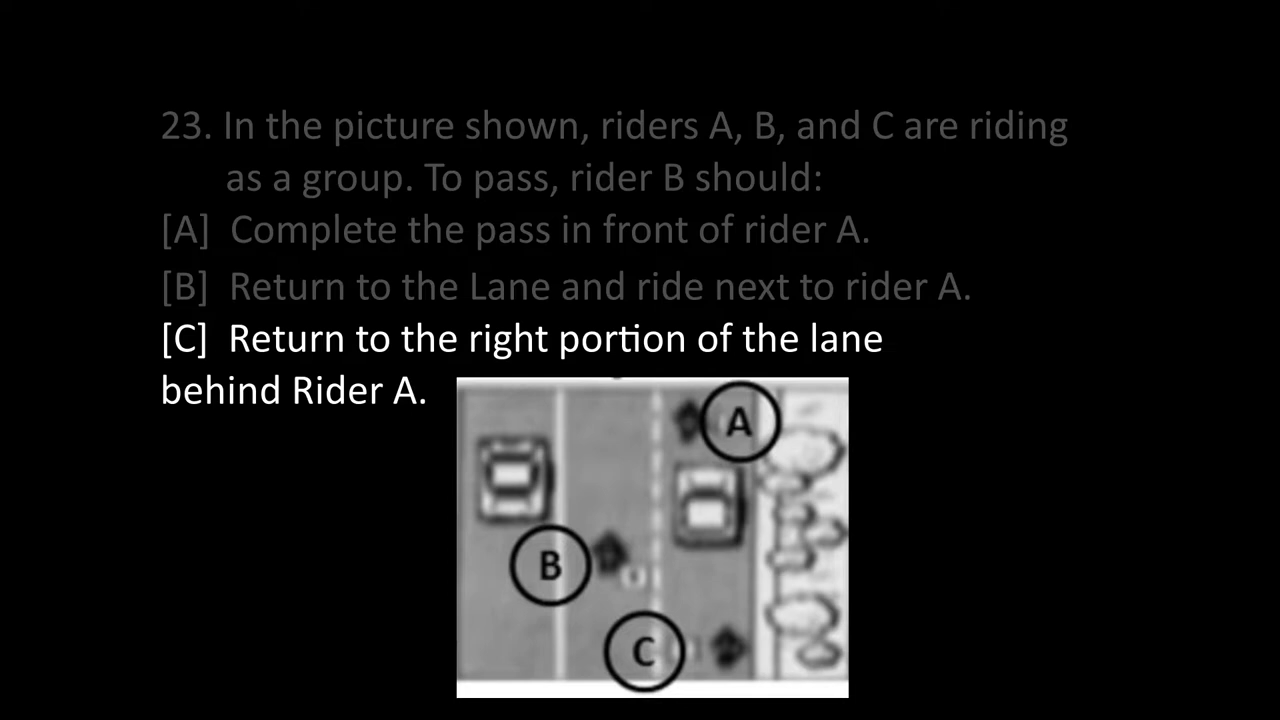 23. In the picture shown, riders A, B, and C are riding
as a group. To pass, rider B should:
[A] Complete the pass in front of rider A.
[B] Return to the Lane and ride next to rider A.
[C] Return to the right portion of the lane
behind Rider A.
A
B
C